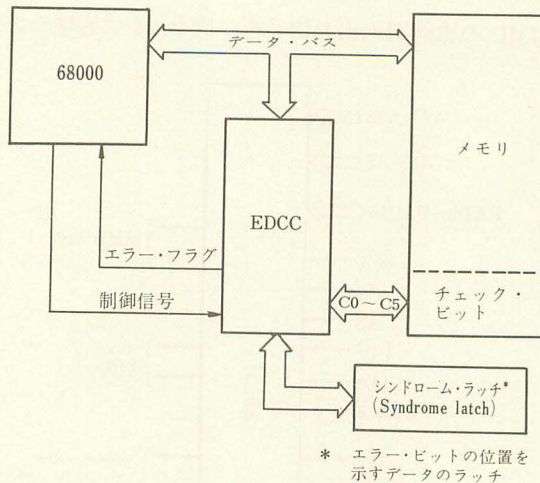 データ・バス
68000
メモリ
EDCC
エラー・フラグ
制御信号
C0～C5
チェック・
ビット
シンドローム・ラッチ*
(Syndrome latch)
* エラー・ビットの位置を
示すデータのラッチ